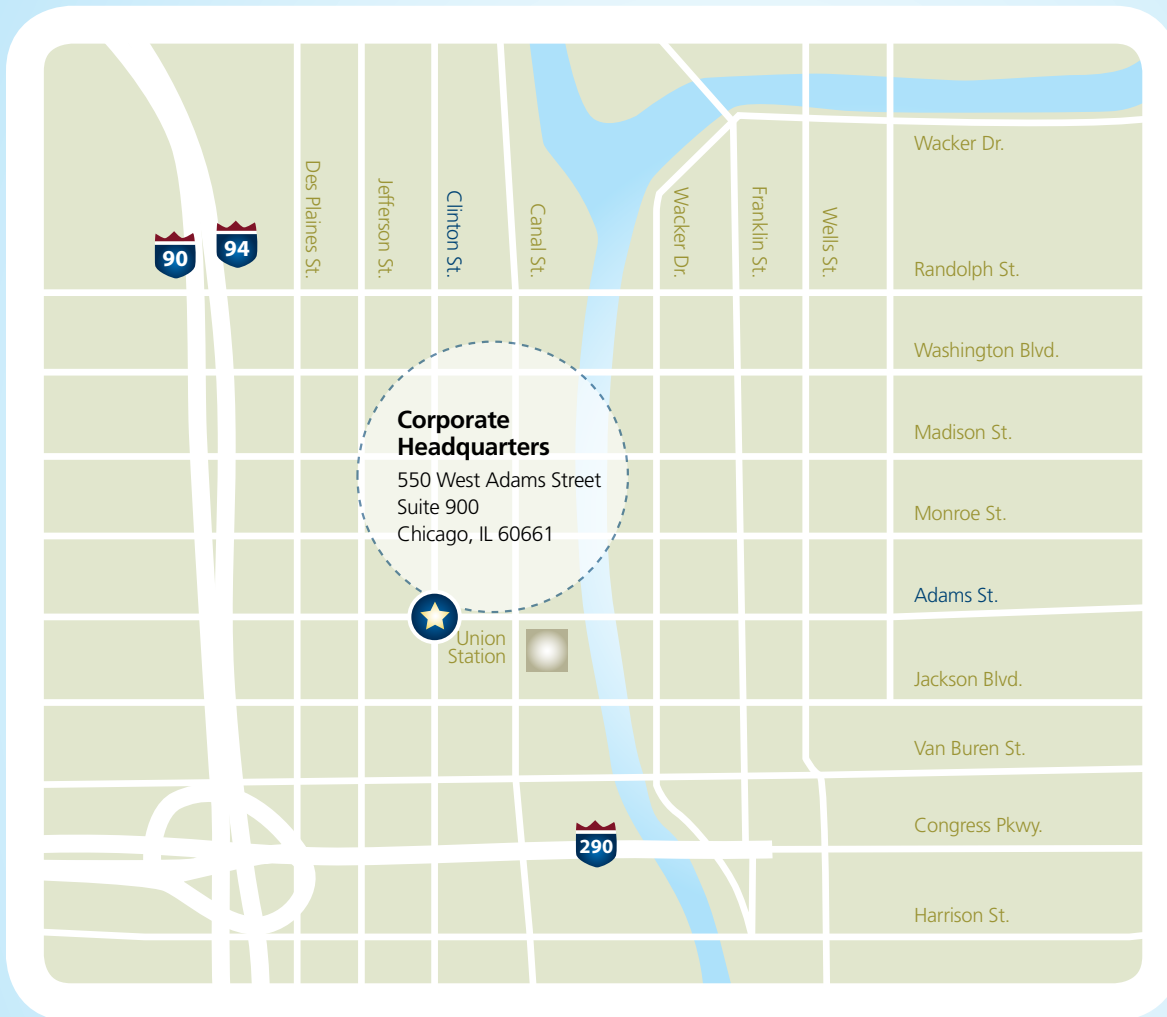 Wacker Dr.
Des Plaines St.
Jefferson St.
Clinton St.
Canal St.
Wacker Dr.
Franklin St.
Wells St.
90
94
Randolph St.
Washington Blvd.
Corporate
Headquarters
550 West Adams Street
Suite 900
Chicago, IL 60661
Madison St.
Monroe St.
Adams St.
Union
Station
Jackson Blvd.
Van Buren St.
Congress Pkwy.
290
Harrison St.